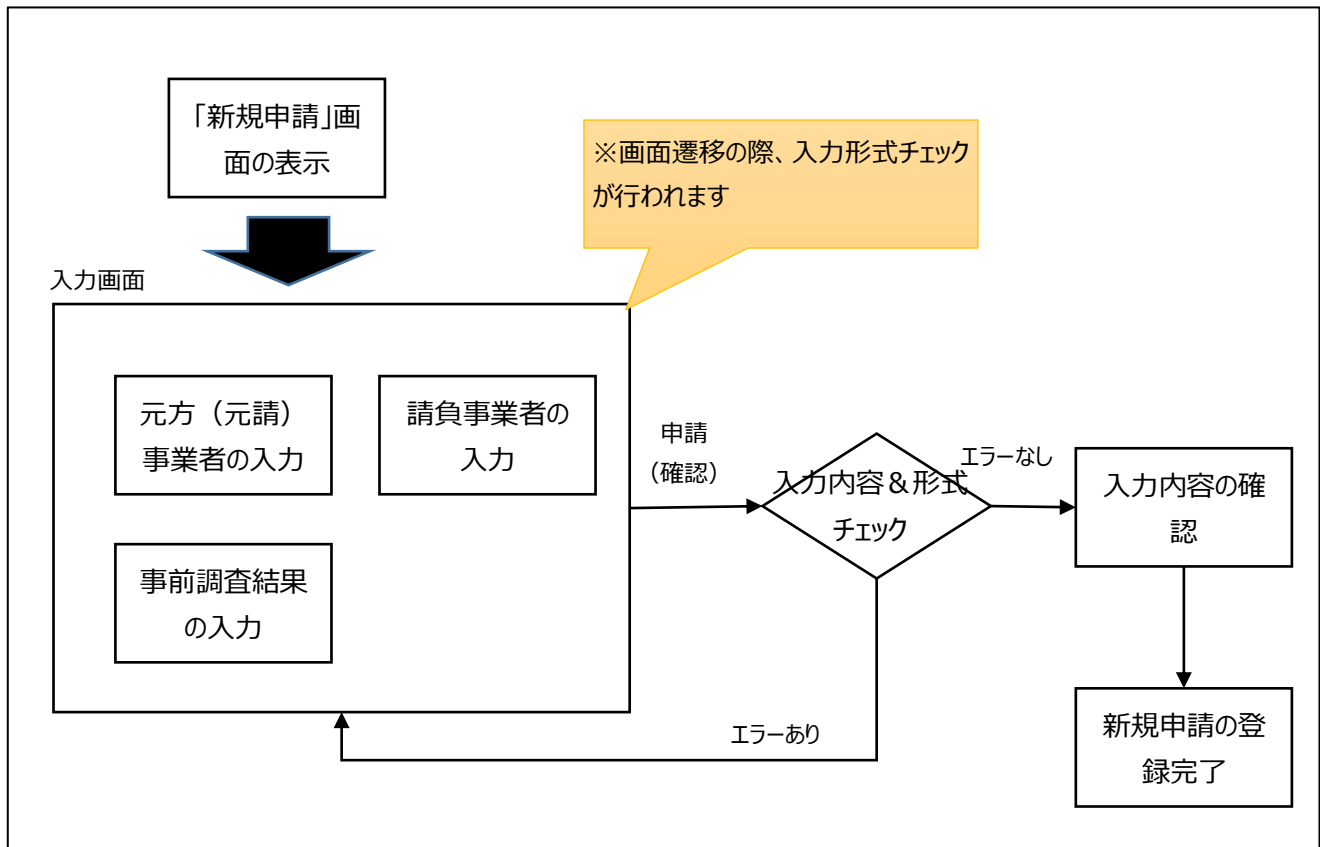 「新規申請」画
面の表示
※画面遷移の際、入力形式チェック
が行われます
入力画面
元方（元請）
事業者の入力
請負事業者の
入力
事前調査結果
の入力
申請
（確認）
入力内容＆形式
チェック
エラーなし
入力内容の確
認
エラーあり
新規申請の登
録完了